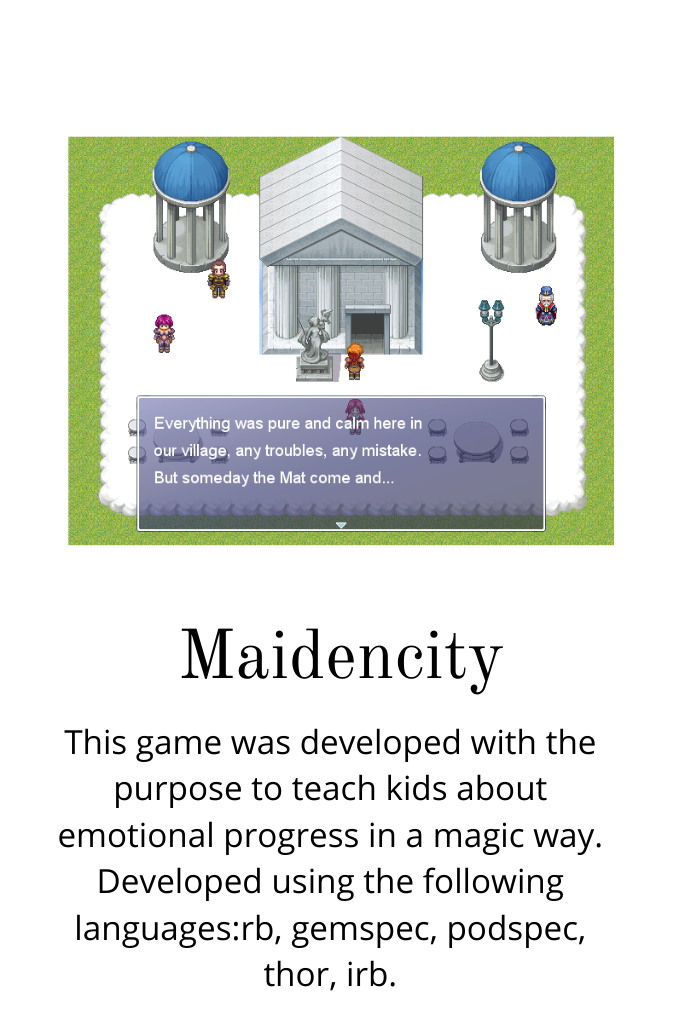 Everything was pure and calm here in
our village, any troubles, any mistake.
But someday the Mat come and...
Maidencity
This game was developed with the
purpose to teach kids about
emotional progress in a magic way.
Developed using the following
languages:rb, gemspec, podspec,
thor, irb.